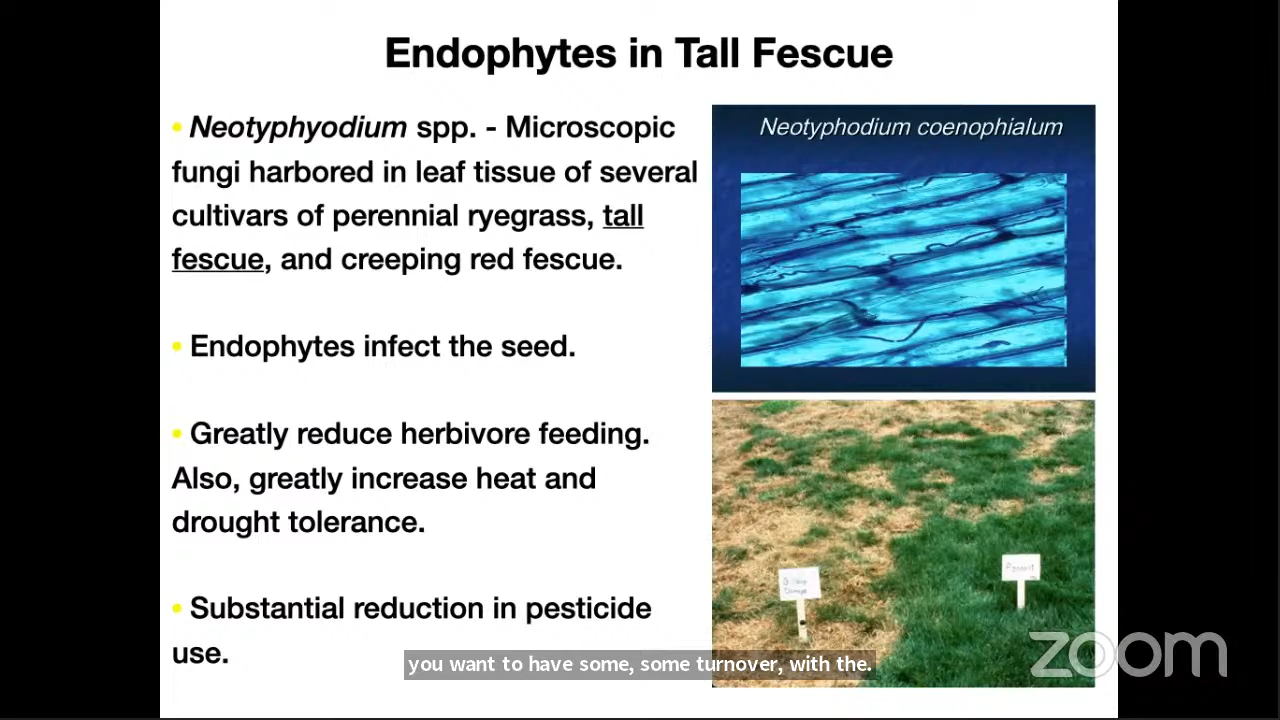 Endophytes in Tall Fescue
• Neotyphyodium spp. - Microscopic
fungi harbored in leaf tissue of several
cultivars of perennial ryegrass, tall
fescue, and creeping red fescue.
• Endophytes infect the seed.
• Greatly reduce herbivore feeding.
Also, greatly increase heat and
drought tolerance.
• Substantial reduction in pesticide
use.
Neotyphodium coenophialum
Damage
you want to have some, some turnover, with the.
zoom